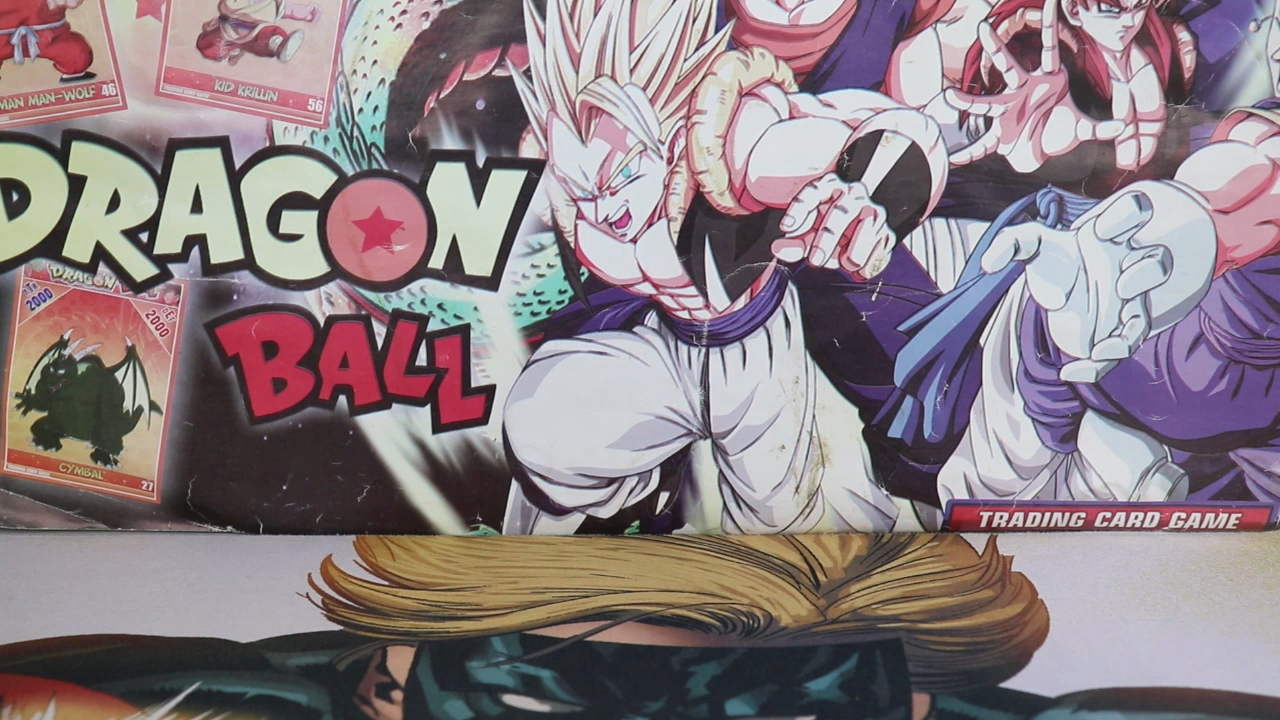 MAN MAN-WOLF 46
KID KRILLIN
56
DRAGON
BALL
DRAGON
2000
2000
CYMBAL
27
TRADING CARD GAME